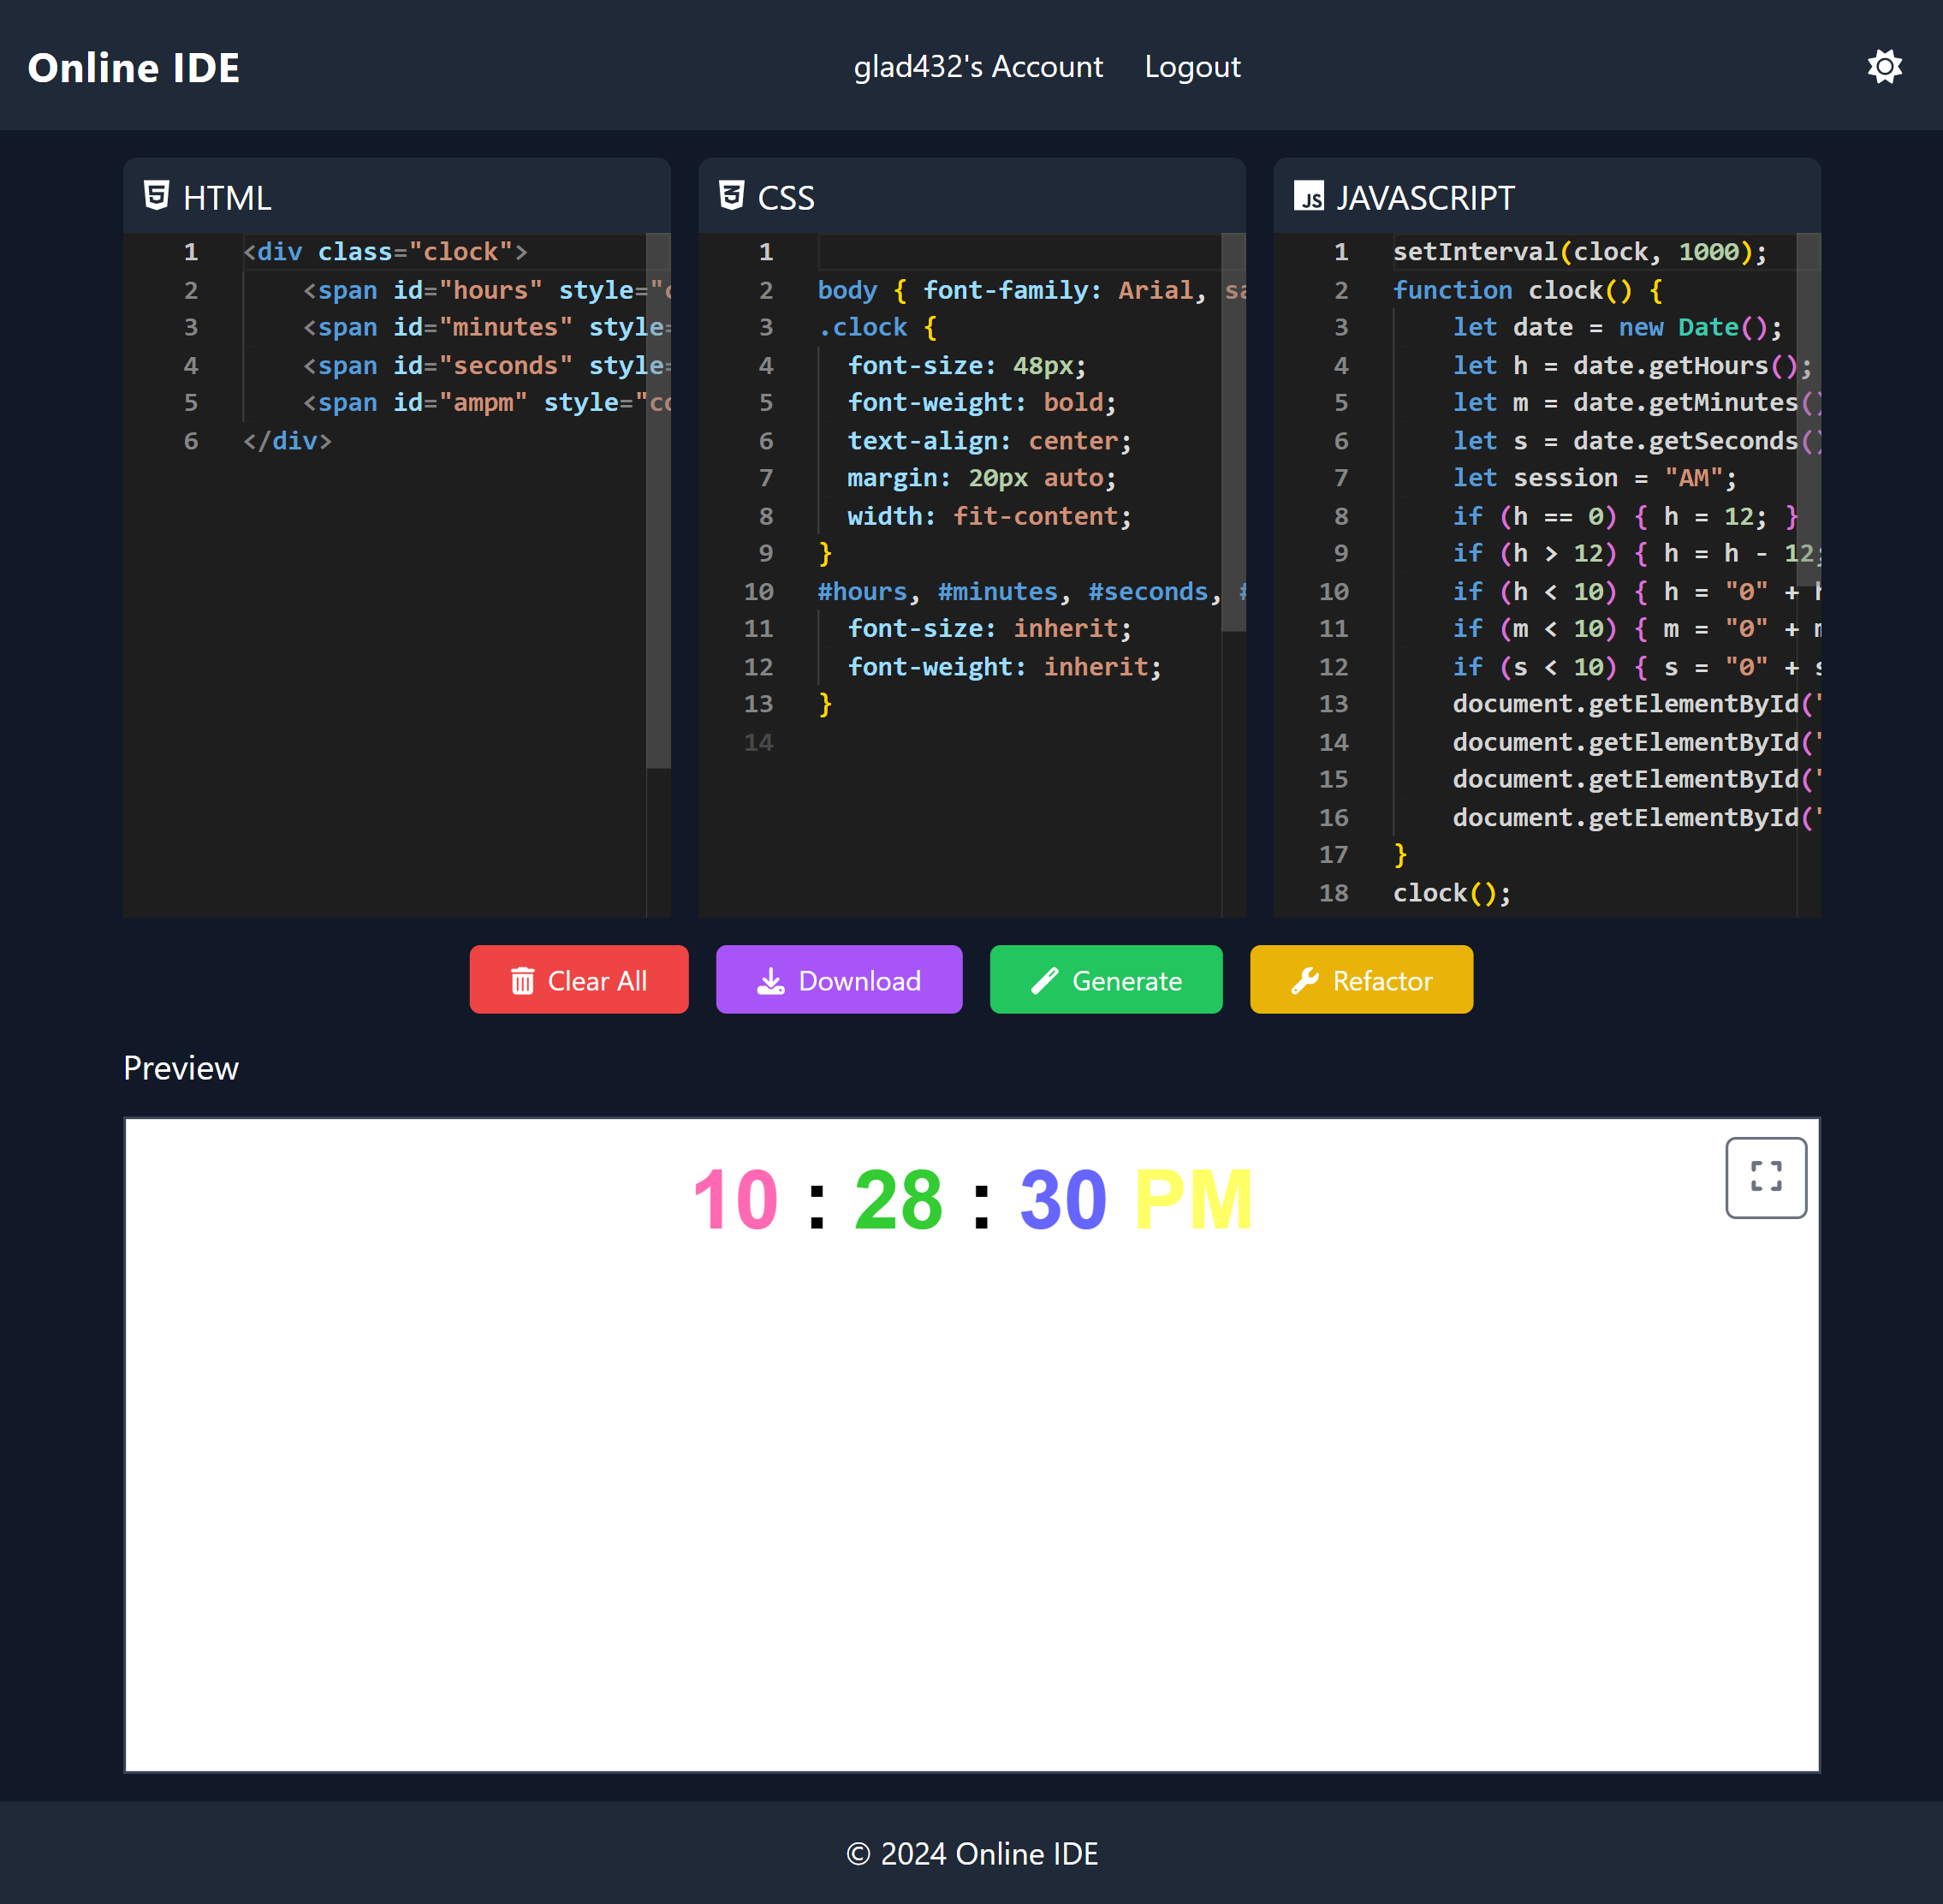 Online IDE
glad432's Account
Logout
HTML
1 <div class="clock">
2 <span id="hours" style="
3 <span id="minutes" style=
4 <span id="seconds" style=
5 <span id="ampm" style="
6 </div>
CSS
1
2 body { font-family: Arial,
3 .clock {
4 font-size: 48px;
5 font-weight: bold;
6 text-align: center;
7 margin: 20px auto;
8 width: fit-content;
9 }
10 #hours, #minutes, #seconds, #
11 font-size: inherit;
12 font-weight: inherit;
13 }
14
JAVASCRIPT
1 setInterval(clock, 1000);
2 function clock() {
3 let date = new Date();
4 let h = date.getHours();
5 let m = date.getMinutes()
6 let s = date.getSeconds()
7 let session = "AM";
8 if (h == 0) { h = 12; }
9 if (h > 12) { h = h - 12;
10 if (h < 10) { h = "0" + h
11 if (m < 10) { m = "0" + m
12 if (s < 10) { s = "0" + s
13 document.getElementById("
14 document.getElementById("
15 document.getElementById("
16 document.getElementById("
17 }
18 clock();
Clear All
Download
Generate
Refactor
Preview
10 : 28 : 30 PM
© 2024 Online IDE